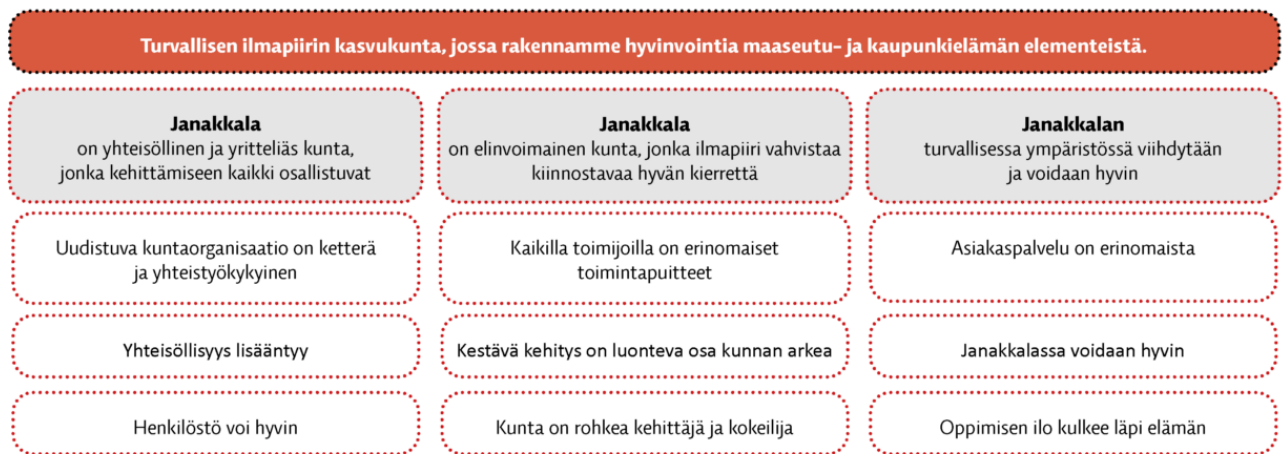 Turvallisen ilmapiirin kasvukunta, jossa rakennamme hyvinvointia maaseutu- ja kaupunkielämän elementeistä.
Janakkala
on yhteisöllinen ja yritteliäs kunta,
jonka kehittämiseen kaikki osallistuvat
Janakkala
on elinvoimainen kunta, jonka ilmapiiri vahvistaa
kiinnostavaa hyvän kierrettä
Janakkalan
turvallisessa ympäristössä viihdytään
ja voidaan hyvin
Uudistuva kuntaorganisaatio on ketterä
ja yhteistyökykyinen
Kaikilla toimijoilla on erinomaiset
toimintapuitteet
Asiakaspalvelu on erinomaista
Yhteisöllisyys lisääntyy
Kestävä kehitys on luonteva osa kunnan arkea
Janakkalassa voidaan hyvin
Henkilöstö voi hyvin
Kunta on rohkea kehittäjä ja kokeilija
Oppimisen ilo kulkee läpi elämän